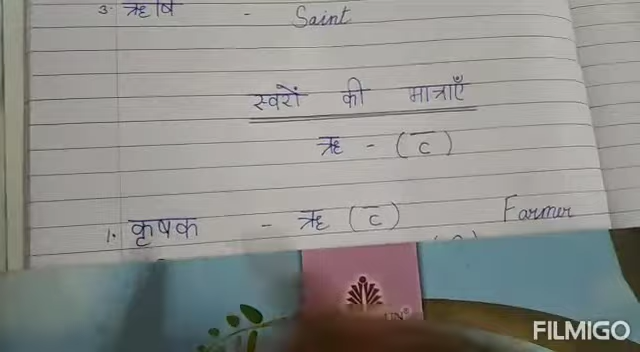 3. ऋषि - Saint
स्वरों की मात्राएँ
ऋ - ( ृ )
1. कृषक - ऋ ( ृ ) Farmer
FILMIGO